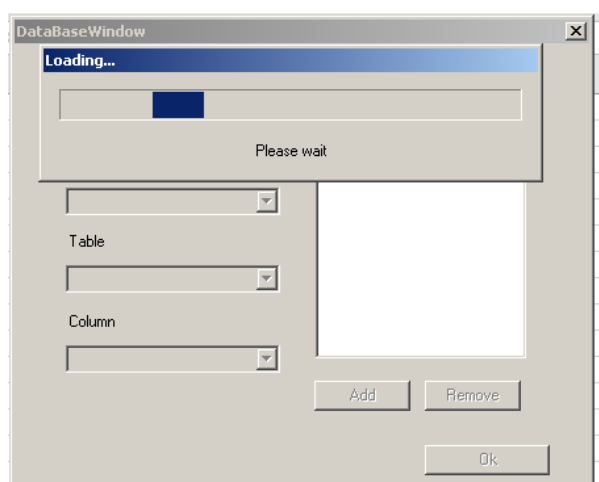 DataBaseWindow
Loading...
Please wait
Table
Column
Add Remove
Ok